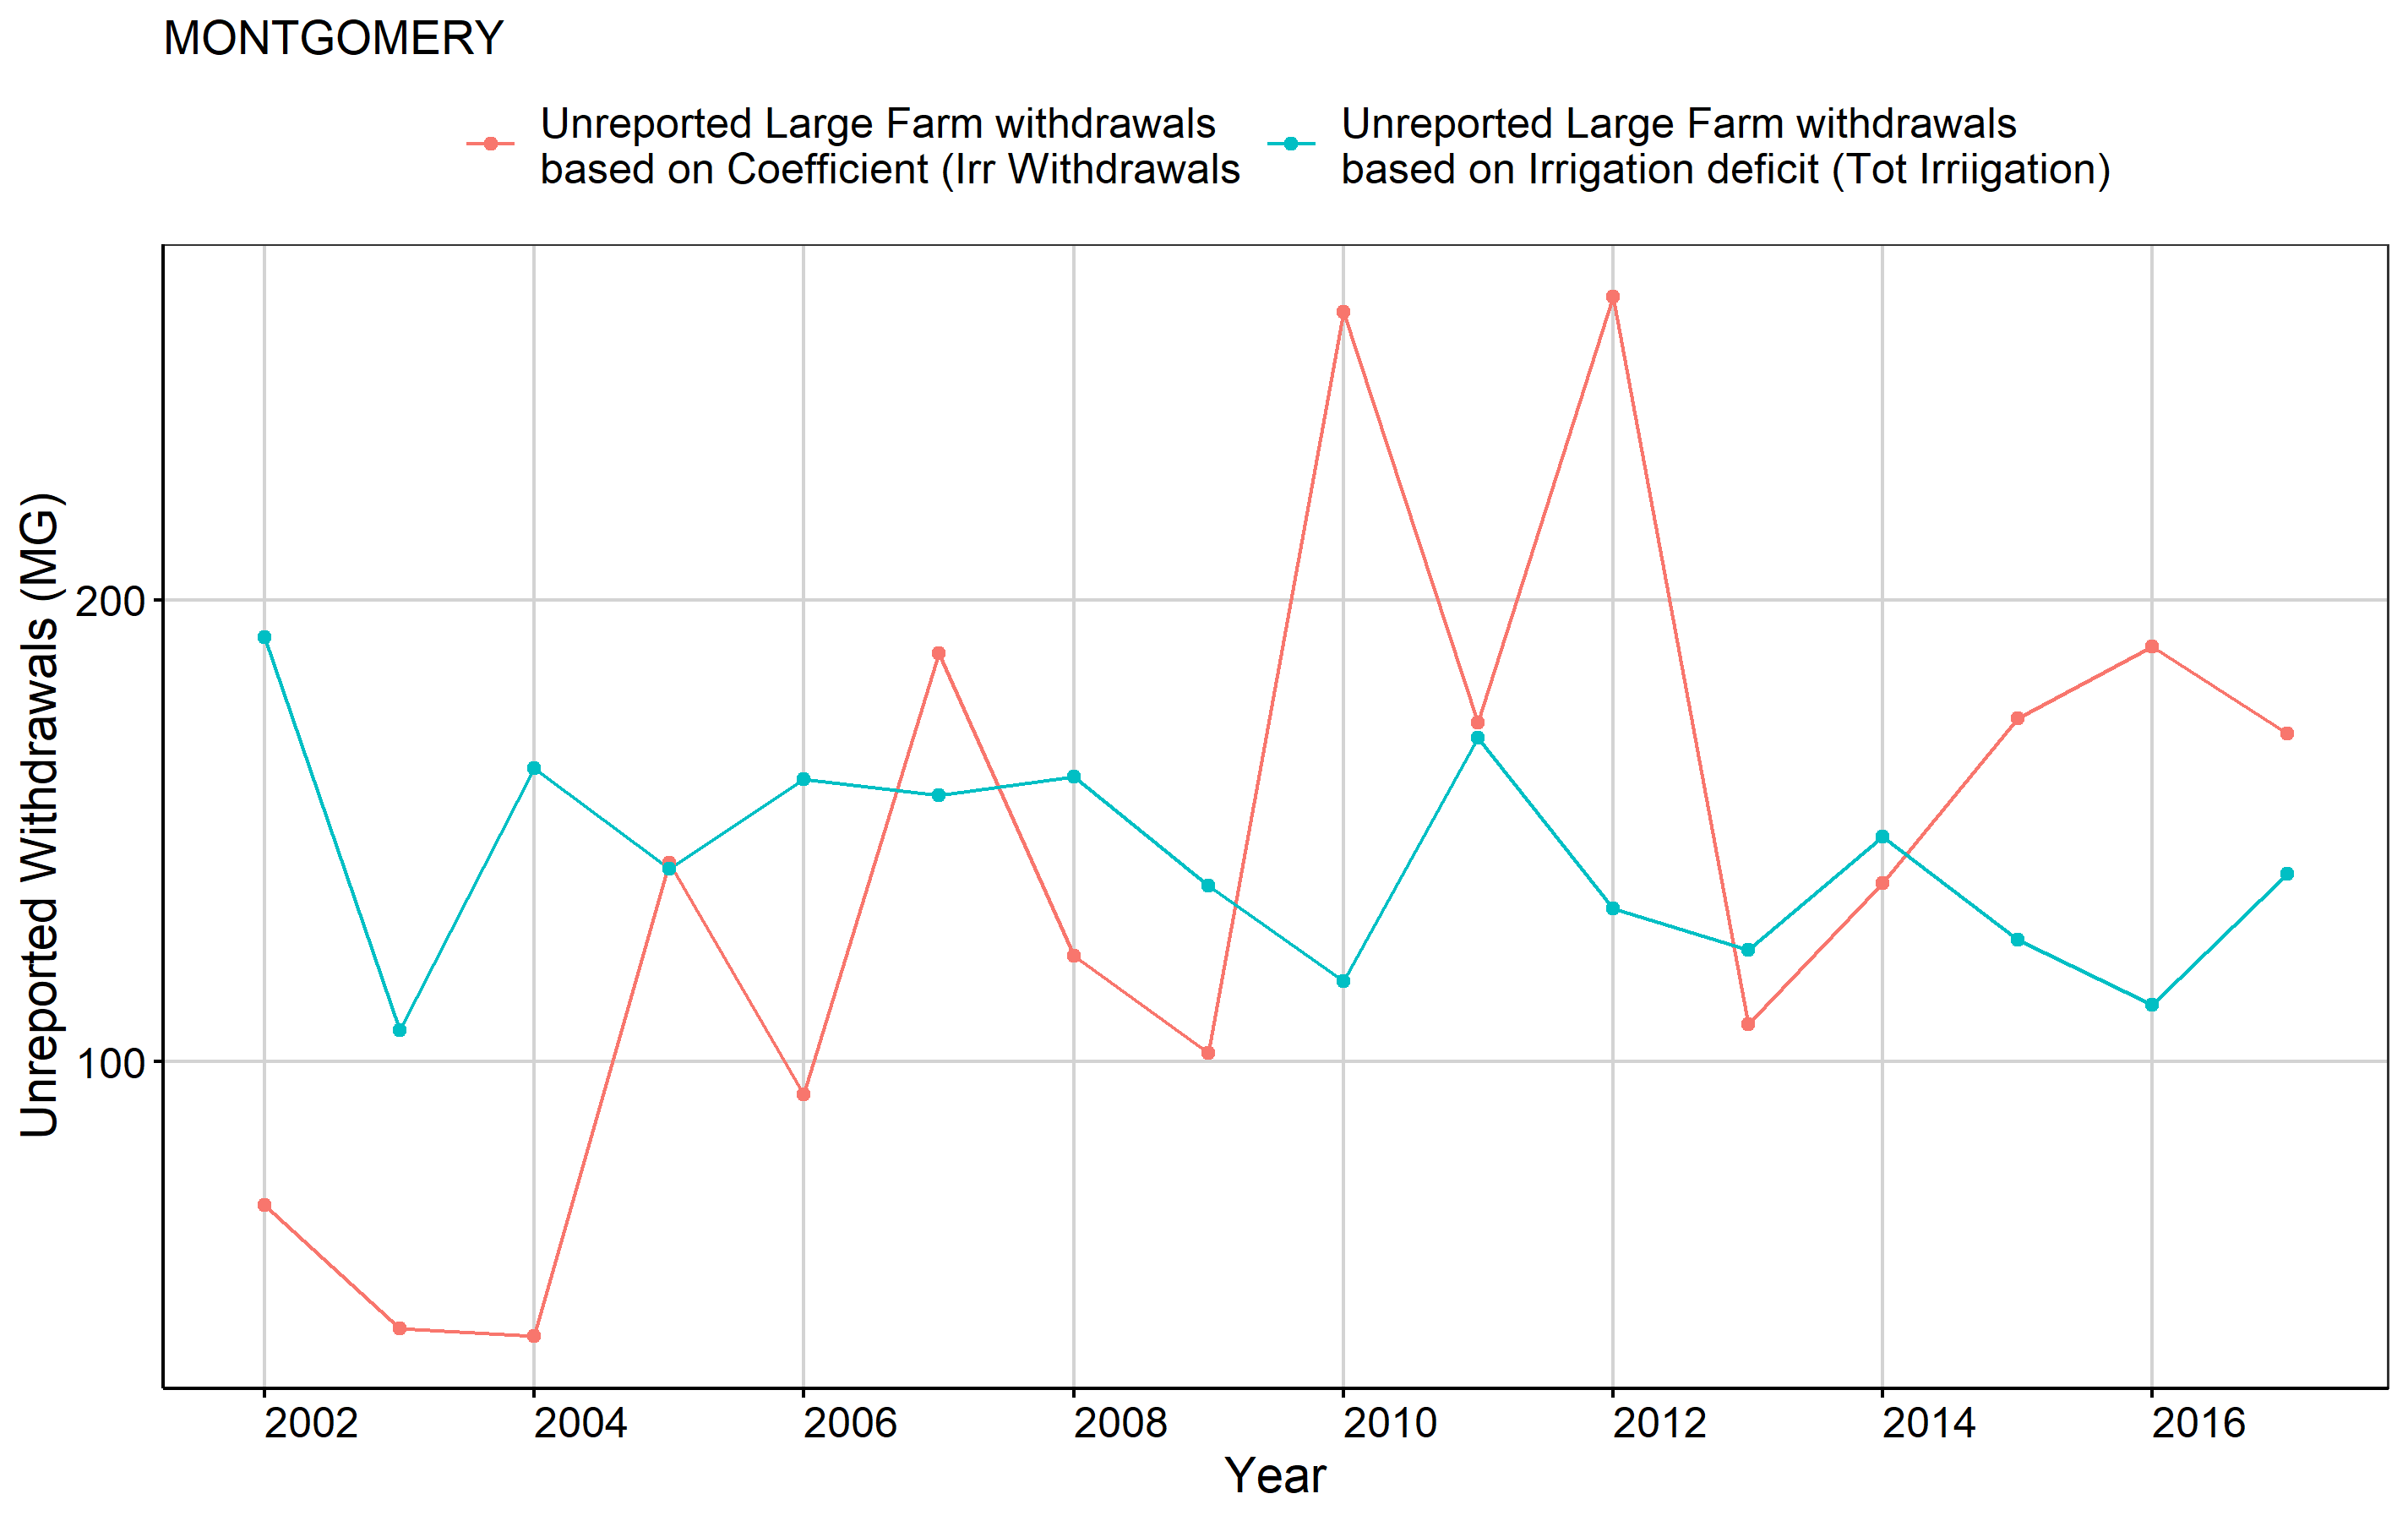 MONTGOMERY
Unreported Large Farm withdrawals
based on Coefficient (Irr Withdrawals
Unreported Large Farm withdrawals
based on Irrigation deficit (Tot Irriigation)
Unreported Withdrawals (MG)
200
100
2002 2004 2006 2008 2010 2012 2014 2016
Year